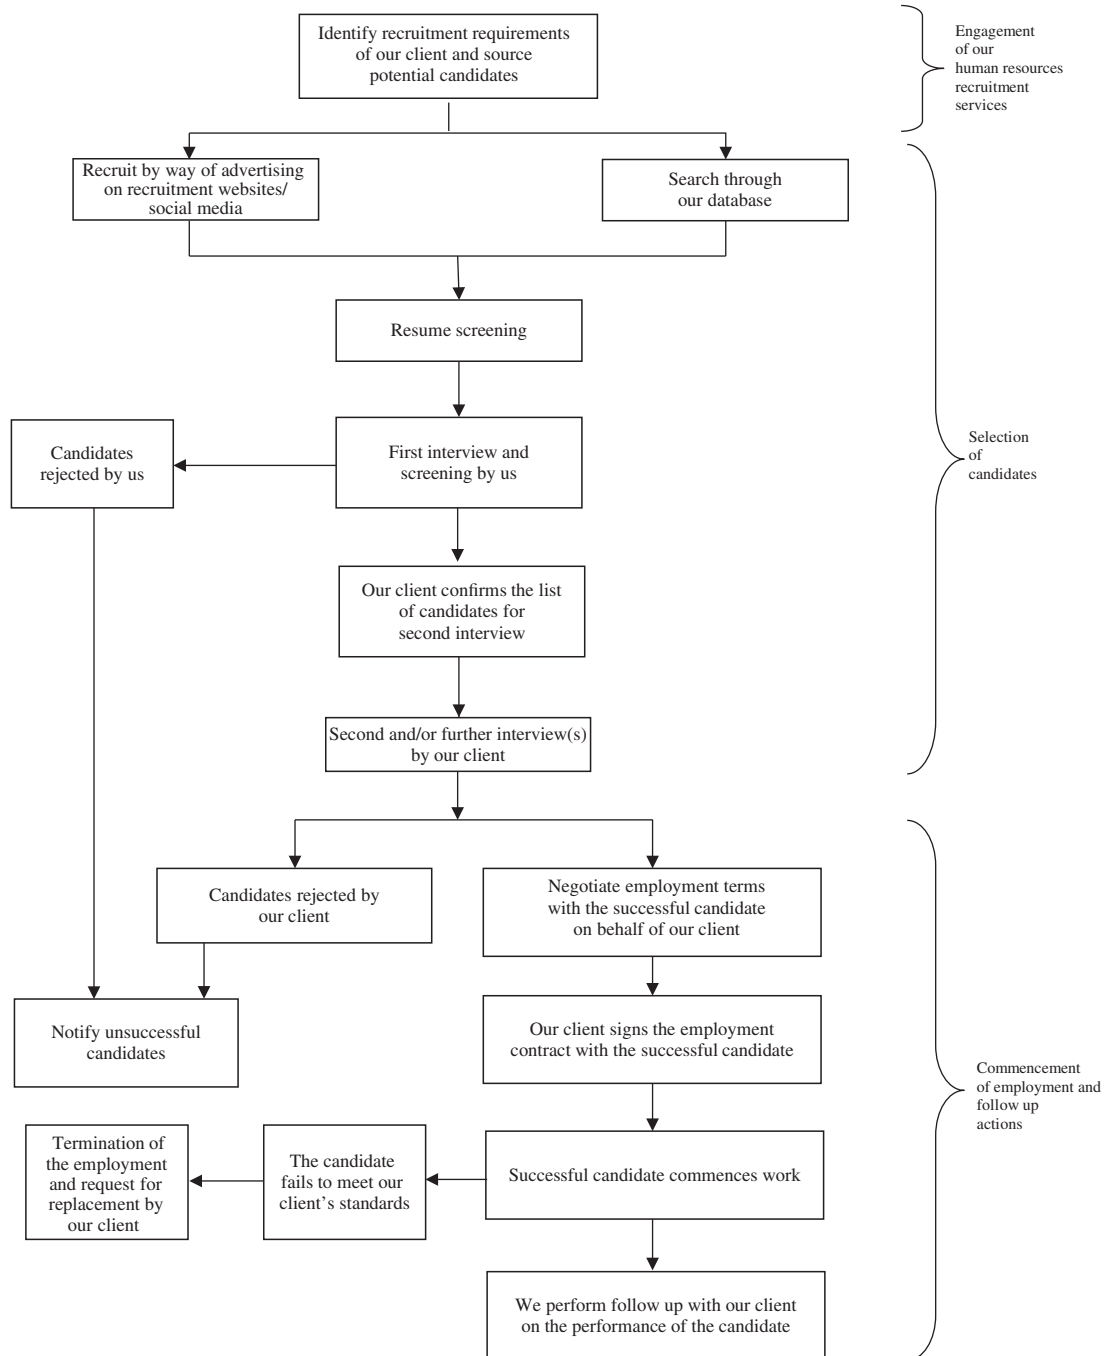 Identify recruitment requirements
of our client and source
potential candidates
Engagement
of our
human resources
recruitment
services
Recruit by way of advertising
on recruitment websites/
social media
Search through
our database
Resume screening
Candidates
rejected by us
First interview and
screening by us
Selection
of
candidates
Our client confirms the list
of candidates for
second interview
Second and/or further interview(s)
by our client
Candidates rejected by
our client
Negotiate employment terms
with the successful candidate
on behalf of our client
Notify unsuccessful
candidates
Our client signs the employment
contract with the successful candidate
Commencement
of employment and
follow up
actions
Termination of
the employment
and request for
replacement by
our client
The candidate
fails to meet our
client’s standards
Successful candidate commences work
We perform follow up with our client
on the performance of the candidate